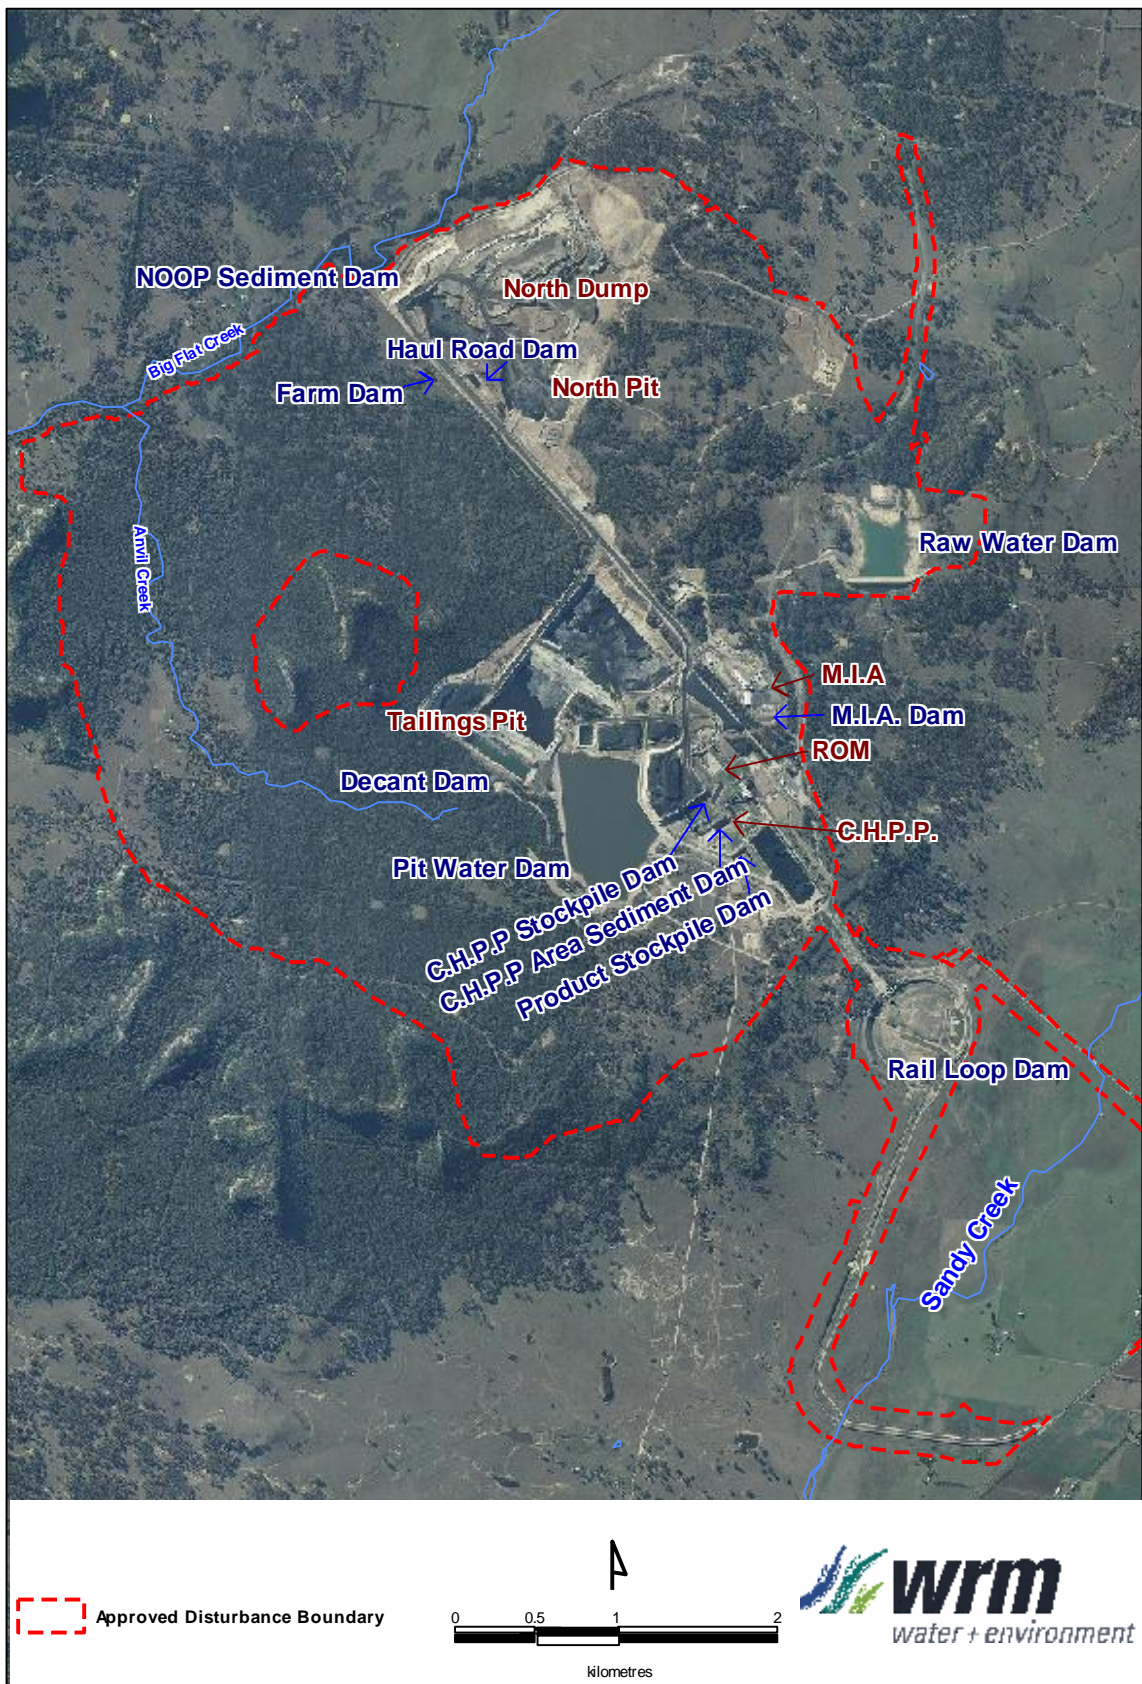 NOOP Sediment Dam
North Dump
Big Flat Creek
Haul Road Dam
Farm Dam
North Pit
Anvil Creek
Raw Water Dam
M.I.A
Tailings Pit
M.I.A. Dam
ROM
Decant Dam
C.H.P.P.
Pit Water Dam
C.H.P.P Stockpile Dam
C.H.P.P Area Sediment Dam
Product Stockpile Dam
Rail Loop Dam
Sandy Creek
Approved Disturbance Boundary
0 0.5 1 2
kilometres
wrm
water + environment